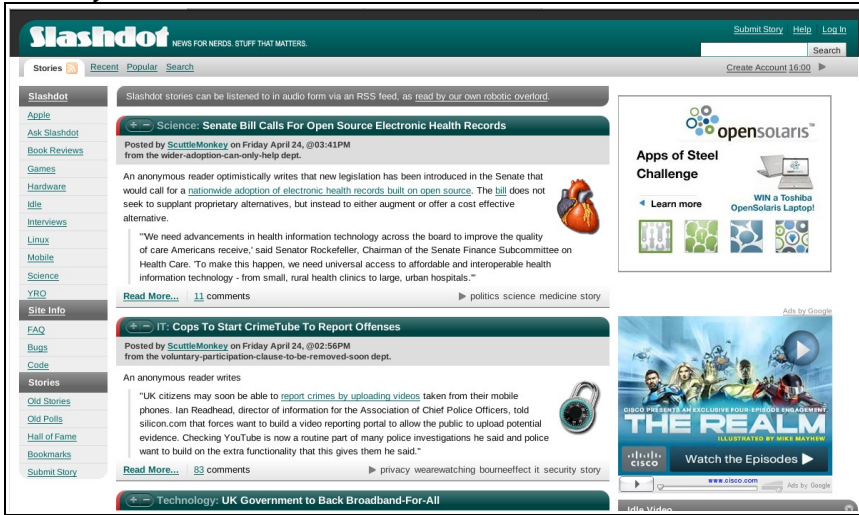 Slashdot NEWS FOR NERDS. STUFF THAT MATTERS.
Submit Story Help Log In
Search
Stories Recent Popular Search
Create Account 16:00
Slashdot
Apple
Ask Slashdot
Book Reviews
Games
Hardware
Idle
Interviews
Linux
Mobile
Science
YRO
Site Info
FAQ
Bugs
Code
Stories
Old Stories
Old Polls
Hall of Fame
Bookmarks
Submit Story
Slashdot stories can be listened to in audio form via an RSS feed, as read by our own robotic overlord.
Science: Senate Bill Calls For Open Source Electronic Health Records
Posted by ScuttleMonkey on Friday April 24, @03:41PM
from the wider-adoption-can-only-help dept.
An anonymous reader optimistically writes that new legislation has been introduced in the Senate that
would call for a nationwide adoption of electronic health records built on open source. The bill does not
seek to supplant proprietary alternatives, but instead to either augment or offer a cost effective
alternative.
"'We need advancements in health information technology across the board to improve the quality
of care Americans receive,' said Senator Rockefeller, Chairman of the Senate Finance Subcommittee on
Health Care. 'To make this happen, we need universal access to affordable and interoperable health
information technology - from small, rural health clinics to large, urban hospitals.'"
Read More... 11 comments
politics science medicine story
IT: Cops To Start CrimeTube To Report Offenses
Posted by ScuttleMonkey on Friday April 24, @02:56PM
from the voluntary-participation-clause-to-be-removed-soon dept.
An anonymous reader writes
"UK citizens may soon be able to report crimes by uploading videos taken from their mobile
phones. Ian Readhead, director of information for the Association of Chief Police Officers, told
silicon.com that forces want to build a video reporting portal to allow the public to upload potential
evidence. Checking YouTube is now a routine part of many police investigations he said and police
want to build on the extra functionality that this gives them he said."
Read More... 83 comments
privacy wearewatching bourneeffect it security story
Technology: UK Government to Back Broadband-For-All
opensolaris™
Apps of Steel
Challenge
Learn more
WIN a Toshiba
OpenSolaris Laptop!
Ads by Google
CISCO PRESENTS AN EXCLUSIVE FOUR-EPISODE ENGAGEMENT.
THE REALM
ILLUSTRATED BY MIKE MAYHEW
CISCO
Watch the Episodes
www.cisco.com
Ads by Google
Idle Video